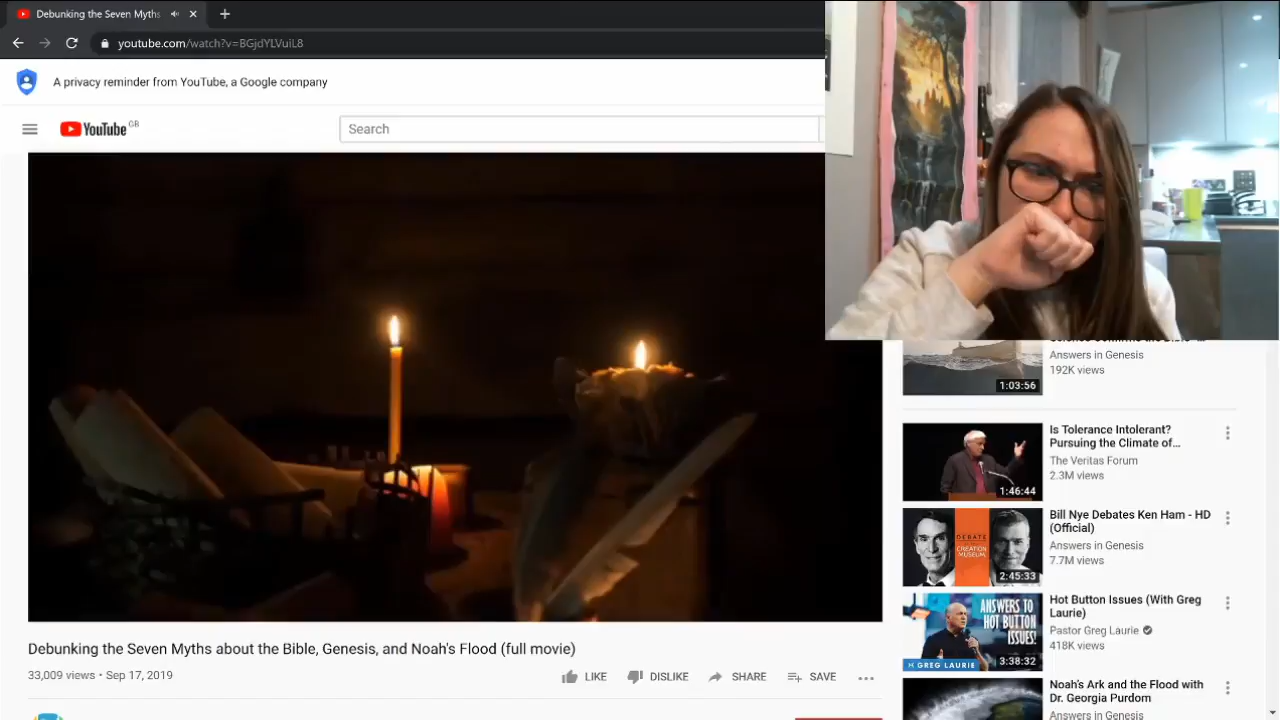 Debunking the Seven Myths
youtube.com/watch?v=BGjdYLVuiL8
A privacy reminder from YouTube, a Google company
YouTube GB
Search
Debunking the Seven Myths about the Bible, Genesis, and Noah's Flood (full movie)
33,009 views • Sep 17, 2019
LIKE
DISLIKE
SHARE
SAVE
Answers in Genesis
192K views
1:03:56
Is Tolerance Intolerant?
Pursuing the Climate of...
The Veritas Forum
2.3M views
1:46:44
Bill Nye Debates Ken Ham - HD
(Official)
Answers in Genesis
7.7M views
DEBATE
CREATION
MUSEUM
2:45:33
Hot Button Issues (With Greg
Laurie)
Pastor Greg Laurie
418K views
ANSWERS TO
HOT BUTTON
ISSUES!
GREG LAURIE
3:38:32
Noah's Ark and the Flood with
Dr. Georgia Purdom
Answers in Genesis